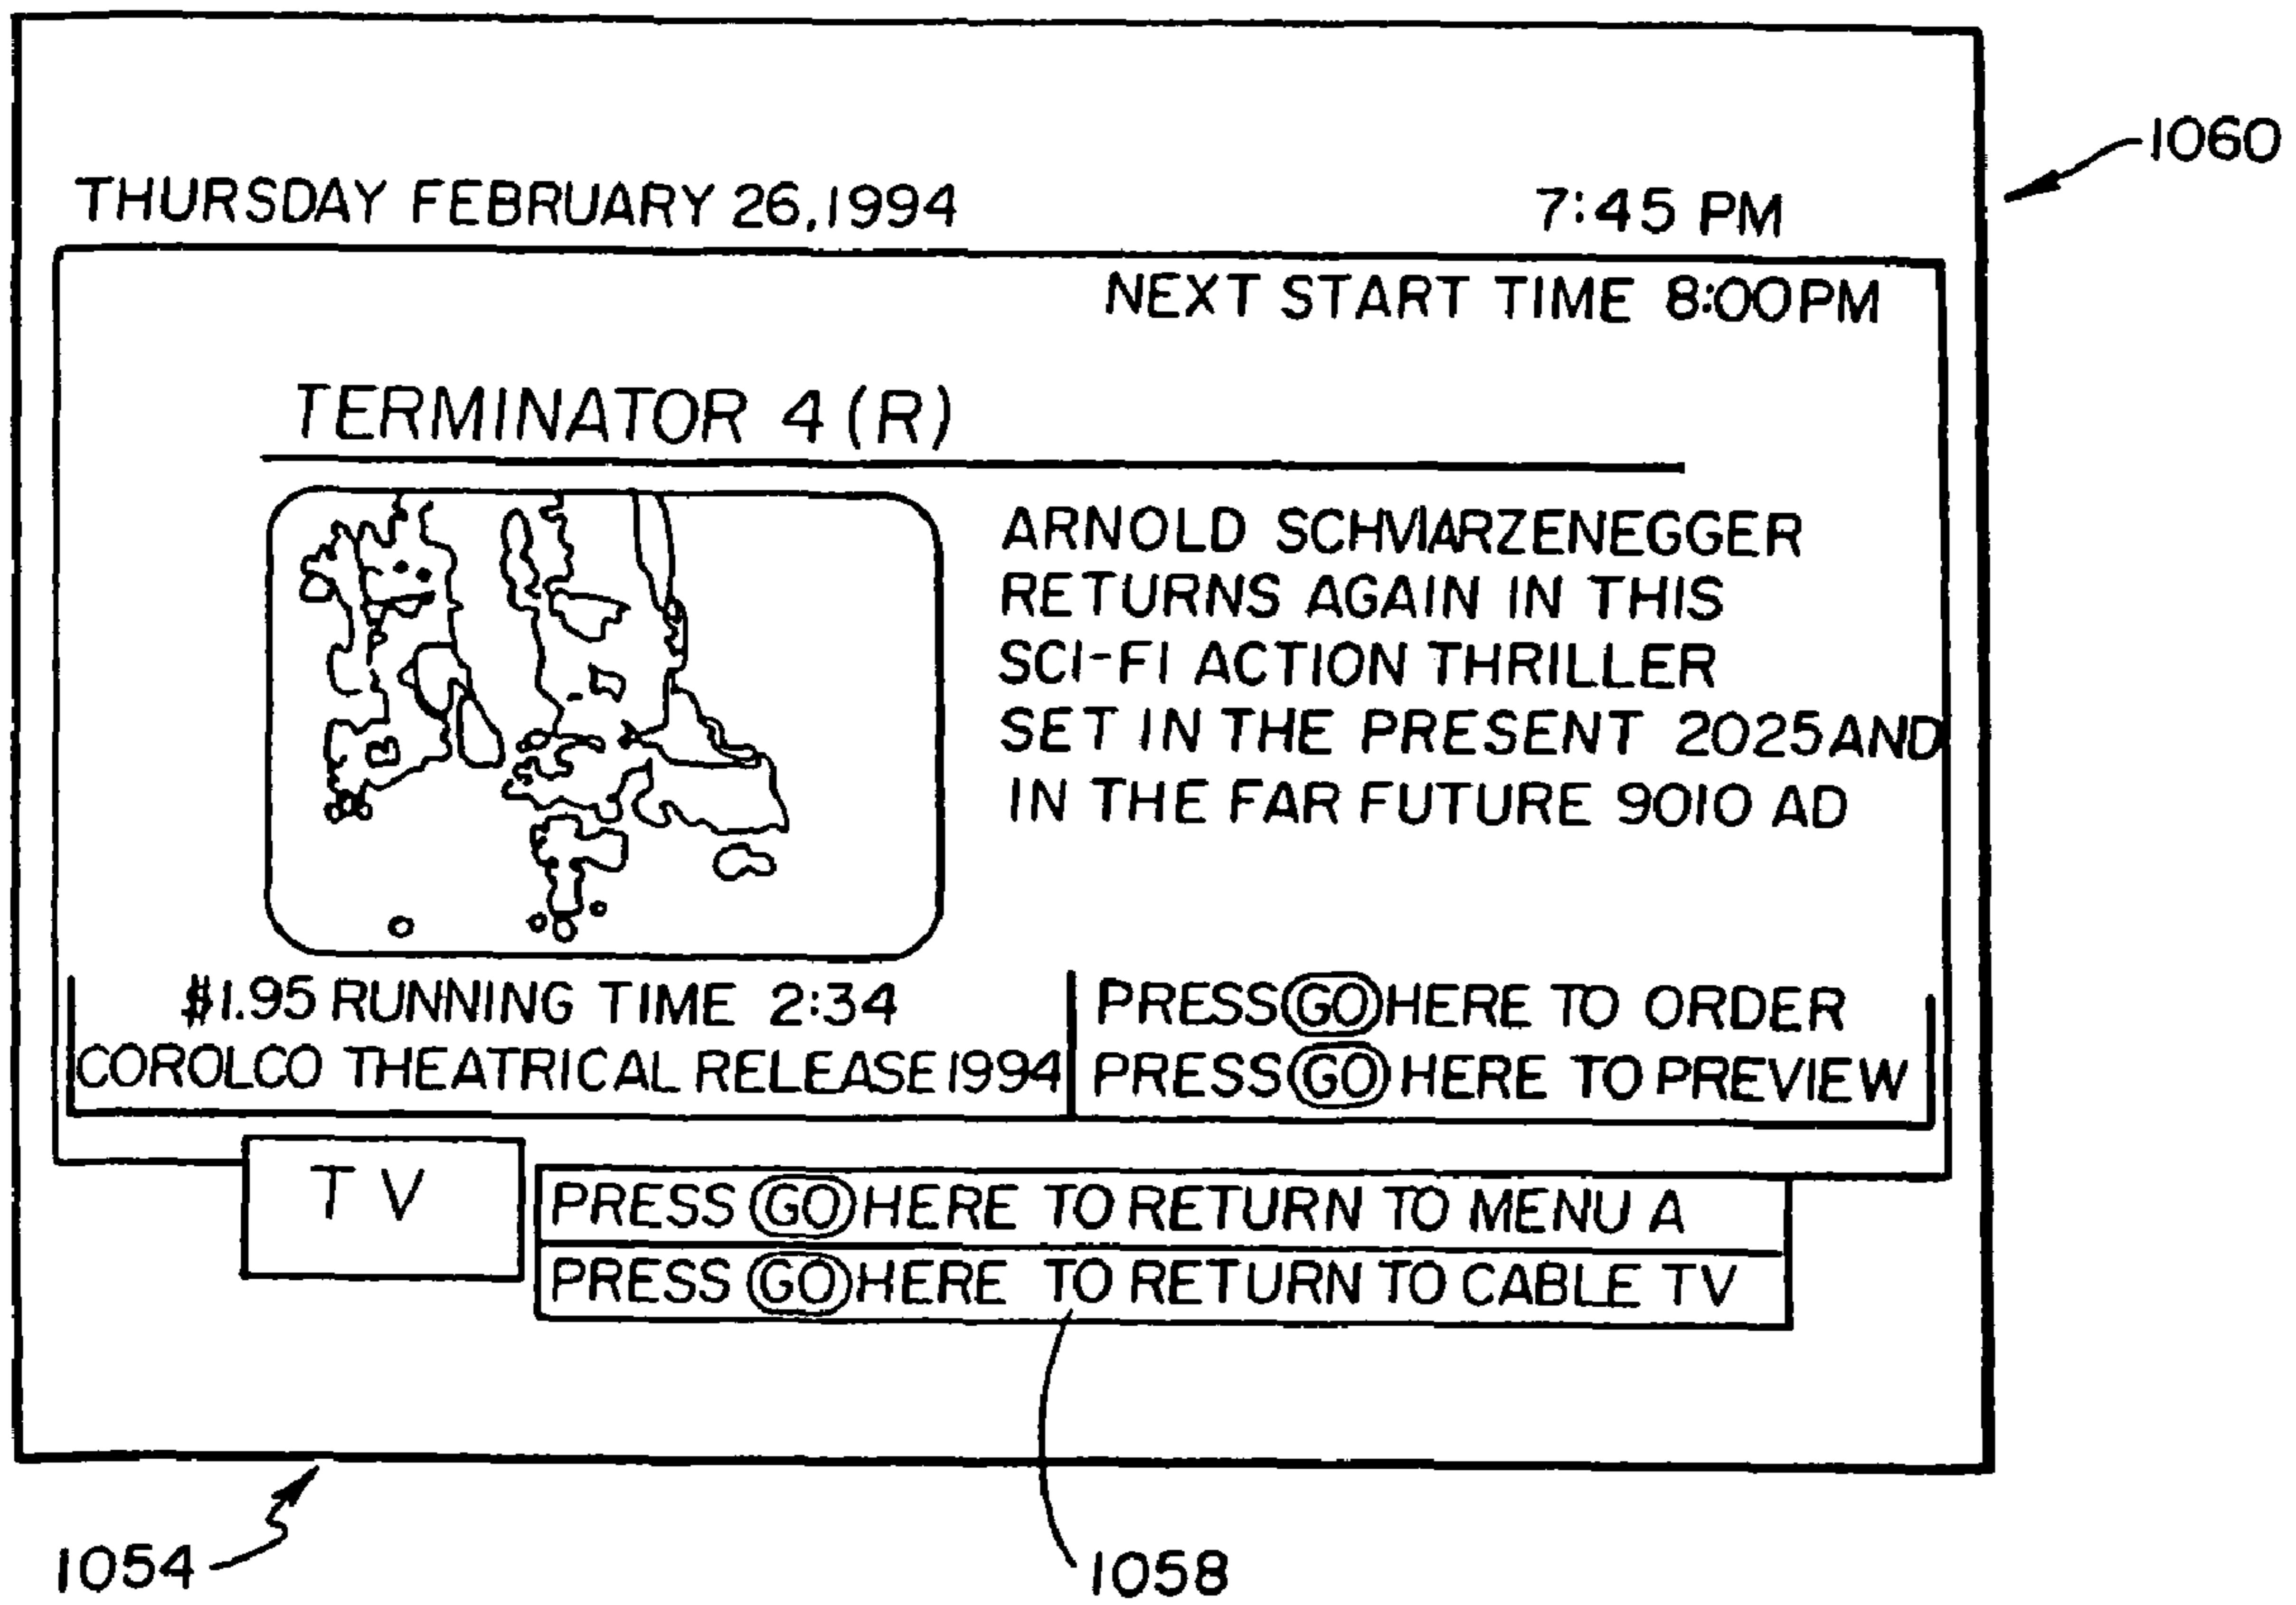 1060
THURSDAY FEBRUARY 26,1994 7:45 PM
NEXT START TIME 8:00PM
TERMINATOR 4 (R)
ARNOLD SCHWARZENEGGER
RETURNS AGAIN IN THIS
SCI-FI ACTION THRILLER
SET IN THE PRESENT 2025 AND
IN THE FAR FUTURE 9010 AD
$1.95 RUNNING TIME 2:34
COROLCO THEATRICAL RELEASE 1994
PRESS GO HERE TO ORDER
PRESS GO HERE TO PREVIEW
TV
PRESS GO HERE TO RETURN TO MENU A
PRESS GO HERE TO RETURN TO CABLE TV
1054
1058